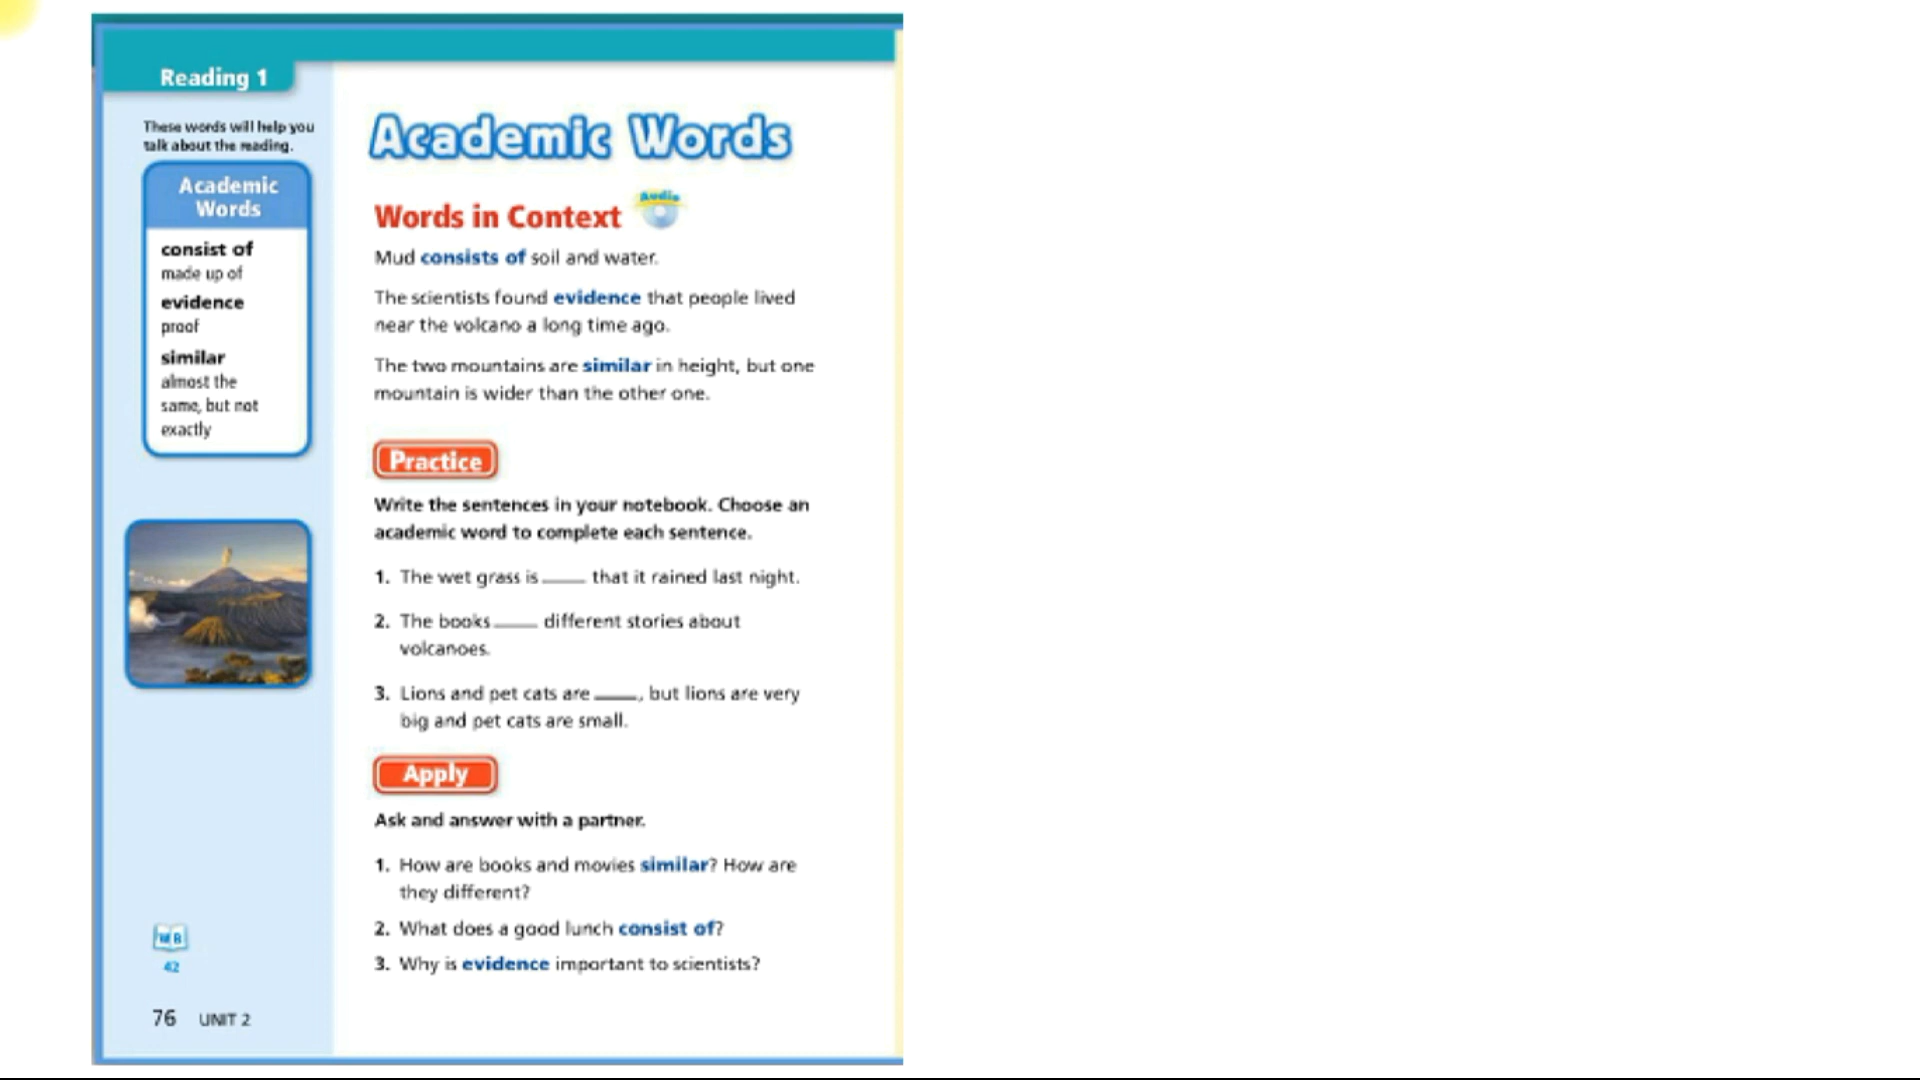 Reading 1
These words will help you
talk about the reading.
Academic
Words
consist of
made up of
evidence
proof
similar
almost the
same, but not
exactly
WB
42
76 UNIT 2
Academic Words
Words in Context
Audio
Mud consists of soil and water.
The scientists found evidence that people lived
near the volcano a long time ago.
The two mountains are similar in height, but one
mountain is wider than the other one.
Practice
Write the sentences in your notebook. Choose an
academic word to complete each sentence.
1. The wet grass is ____ that it rained last night.
2. The books ____ different stories about
volcanoes.
3. Lions and pet cats are ____, but lions are very
big and pet cats are small.
Apply
Ask and answer with a partner.
1. How are books and movies similar? How are
they different?
2. What does a good lunch consist of?
3. Why is evidence important to scientists?